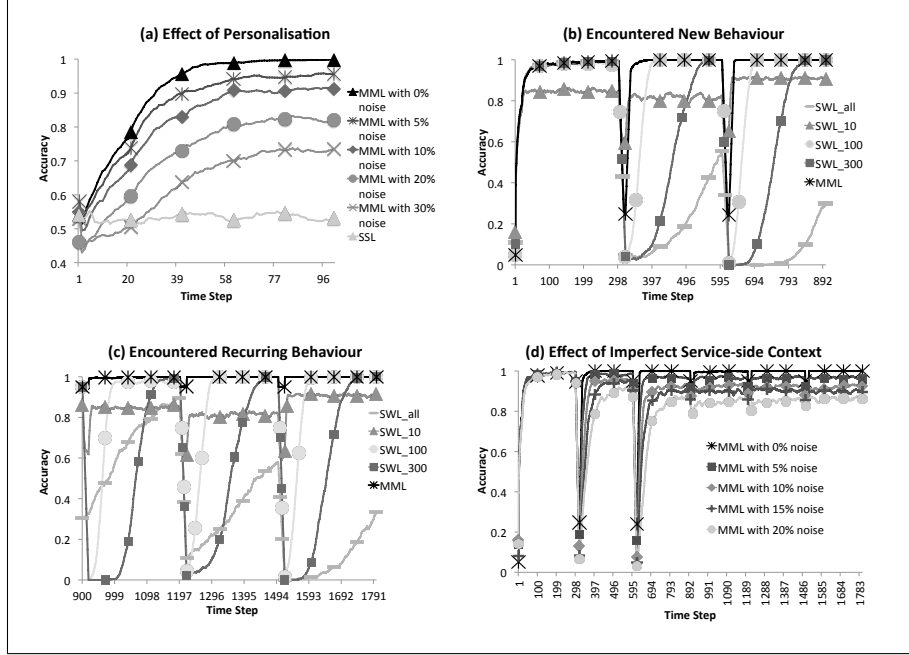 (a) Effect of Personalisation
1
0.9
0.8
0.7
0.6
0.5
0.4
Accuracy
1 20 39 58 77 96
Time Step
MML with 0%
noise
MML with 5%
noise
MML with 10%
noise
MML with 20%
noise
MML with 30%
noise
SSL
(b) Encountered New Behaviour
1
0.8
0.6
0.4
0.2
0
Accuracy
1 100 199 298 397 496 595 694 793 892
Time Step
SWL_all
SWL_10
SWL_100
SWL_300
MML
(c) Encountered Recurring Behaviour
1
0.8
0.6
0.4
0.2
0
Accuracy
900 999 1098 1197 1296 1395 1494 1593 1692 1791
Time Step
SWL_all
SWL_10
SWL_100
SWL_300
MML
(d) Effect of Imperfect Service-side Context
1
0.8
0.6
0.4
0.2
0
Accuracy
1 100 199 298 397 496 595 694 793 892 991 1090 1189 1288 1387 1486 1585 1684 1783
Time Step
MML with 0% noise
MML with 5% noise
MML with 10% noise
MML with 15% noise
MML with 20% noise